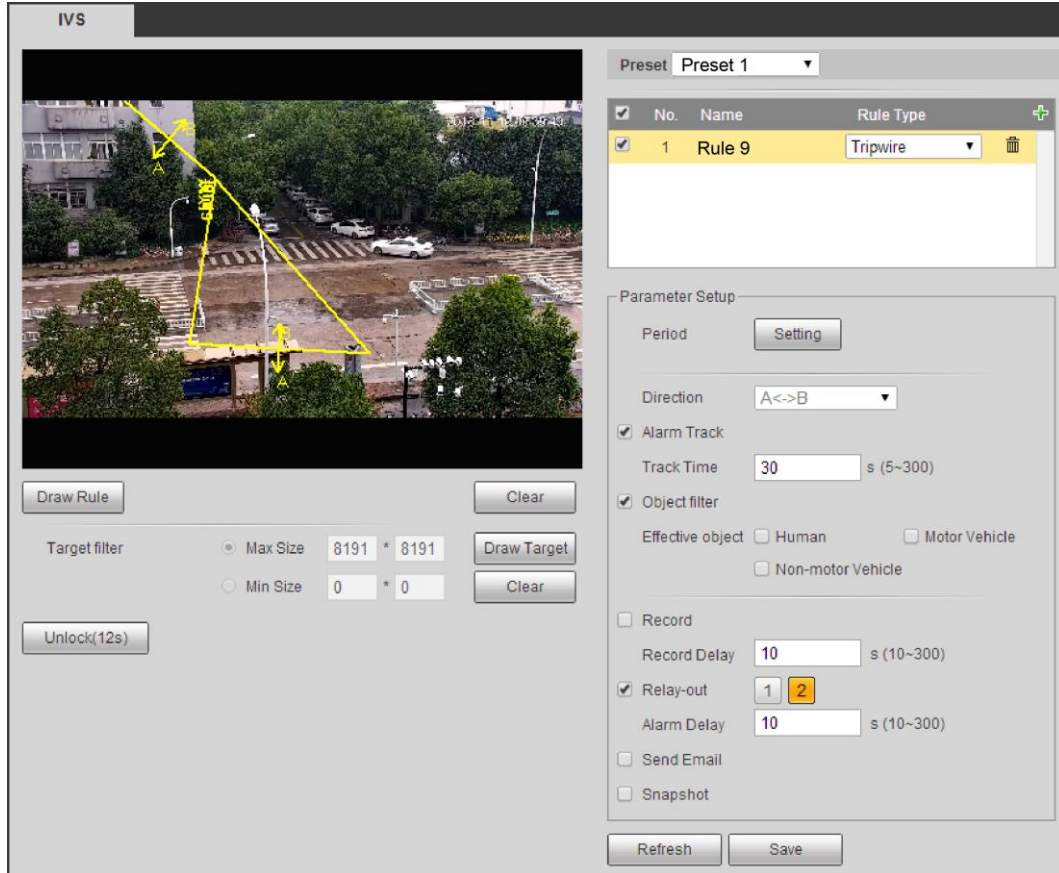 IVS
Preset Preset 1
No. Name Rule Type
1 Rule 9 Tripwire
B
A
B
A
Parameter Setup
Period Setting
Direction A<->B
Alarm Track
Track Time 30 s (5~300)
Object filter
Effective object Human Motor Vehicle
Non-motor Vehicle
Record
Record Delay 10 s (10~300)
Relay-out 1 2
Alarm Delay 10 s (10~300)
Send Email
Snapshot
Refresh Save
Draw Rule Clear
Target filter Max Size 8191 * 8191 Draw Target
Min Size 0 * 0 Clear
Unlock(12s)